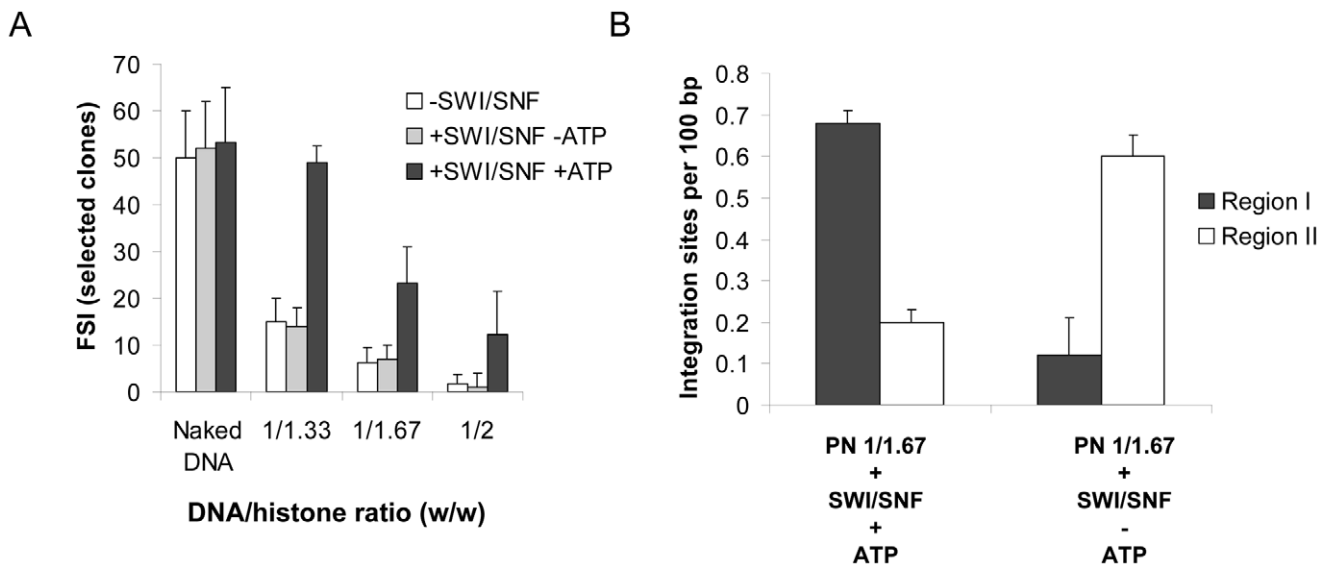 A
FSI (selected clones)
70
60
50
40
30
20
10
0
-SWI/SNF
+SWI/SNF -ATP
+SWI/SNF +ATP
Naked DNA
1/1.33
1/1.67
1/2
DNA/histone ratio (w/w)
B
Integration sites per 100 bp
0.8
0.7
0.6
0.5
0.4
0.3
0.2
0.1
0
Region I
Region II
PN 1/1.67
+
SWI/SNF
+
ATP
PN 1/1.67
+
SWI/SNF
-
ATP